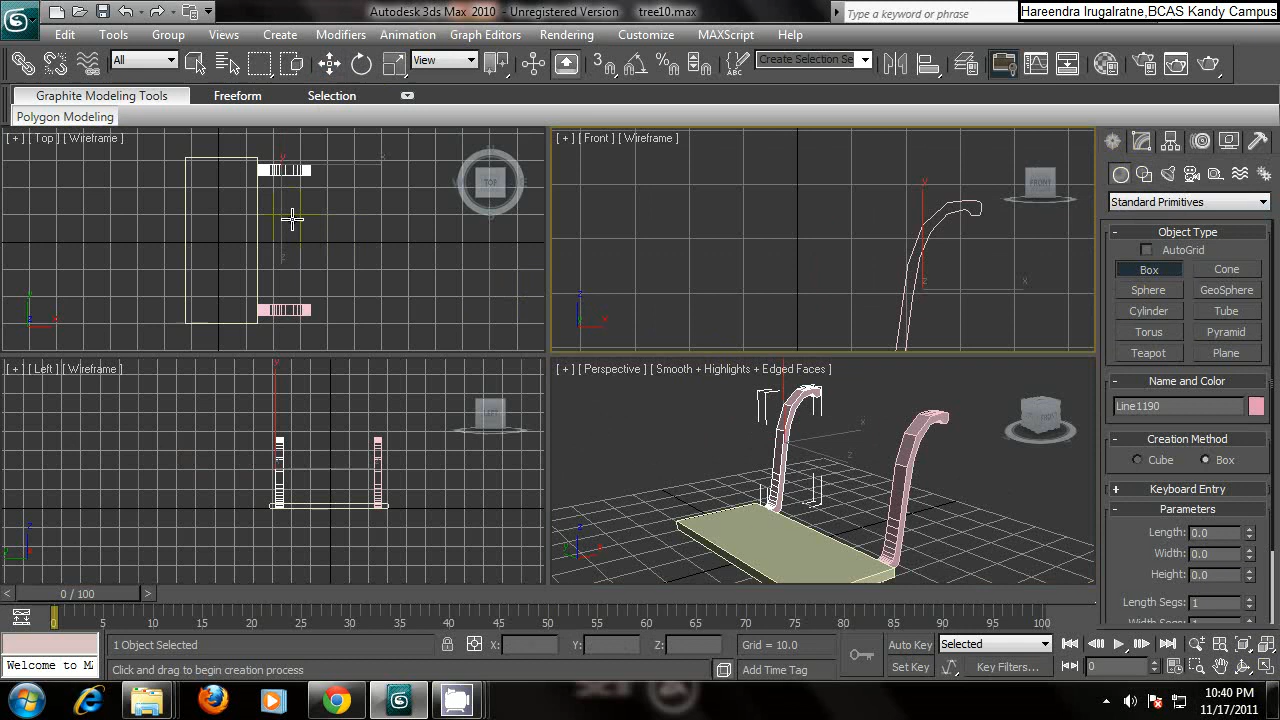 Autodesk 3ds Max 2010 - Unregistered Version tree10.max
Type a keyword or phrase
Hareendra Irugalratne,BCAS Kandy Campus
Edit Tools Group Views Create Modifiers Animation Graph Editors Rendering Customize MAXScript Help
All View Create Selection Se
Graphite Modeling Tools Freeform Selection
Polygon Modeling
[ + ] [ Top ] [ Wireframe ]
TOP
[ + ] [ Front ] [ Wireframe ]
FRONT
[ + ] [ Left ] [ Wireframe ]
LEFT
[ + ] [ Perspective ] [ Smooth + Highlights + Edged Faces ]
Standard Primitives
- Object Type
AutoGrid
Box Cone
Sphere GeoSphere
Cylinder Tube
Torus Pyramid
Teapot Plane
- Name and Color
Line1190
- Creation Method
Cube Box
+ Keyboard Entry
- Parameters
Length: 0.0
Width: 0.0
Height: 0.0
Length Segs: 1
< 0 / 100 >
0 5 10 15 20 25 30 35 40 45 50 55 60 65 70 75 80 85 90 95 100
1 Object Selected X: Y: Z: Grid = 10.0 Auto Key Selected
Welcome to MA Click and drag to begin creation process Add Time Tag Set Key Key Filters... 0
10:40 PM
11/17/2011